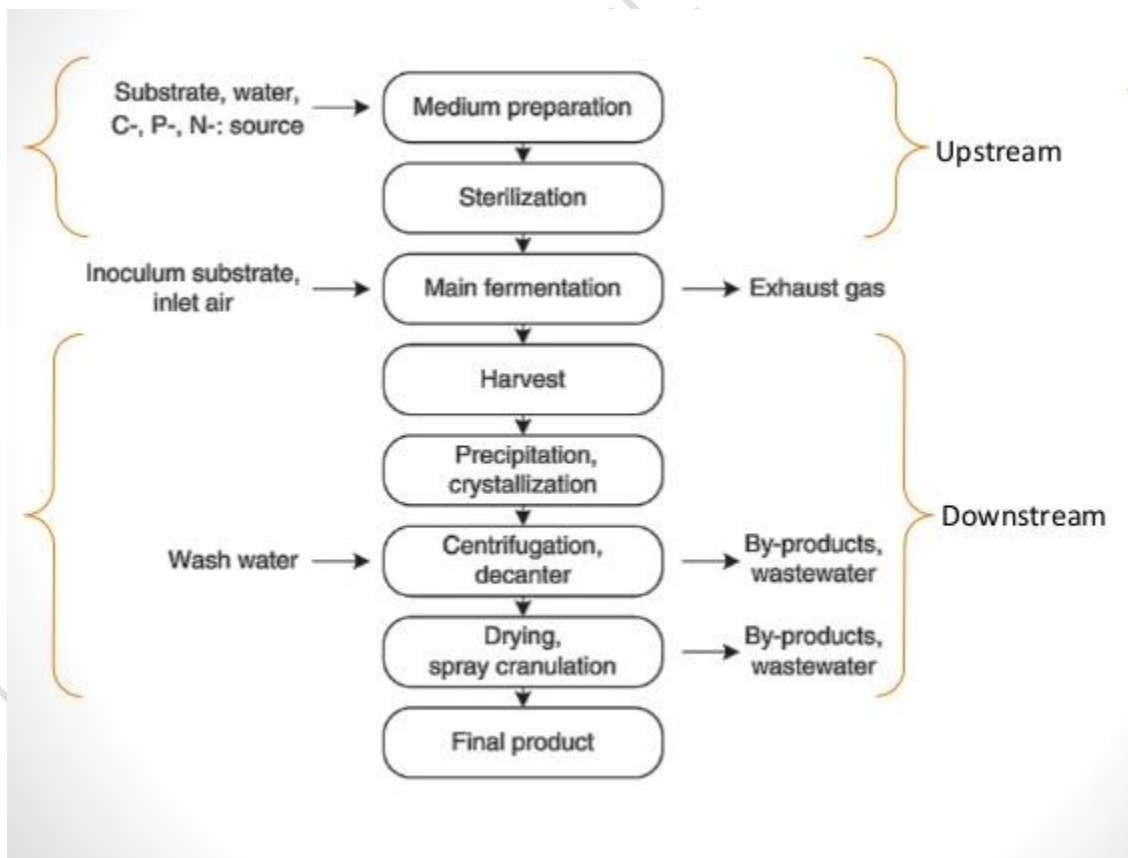 Substrate, water,
C-, P-, N-: source
Medium preparation
Upstream
Sterilization
Inoculum substrate,
inlet air
Main fermentation
Exhaust gas
Harvest
Precipitation,
crystallization
Downstream
Wash water
Centrifugation,
decanter
By-products,
wastewater
Drying,
spray cranulation
By-products,
wastewater
Final product